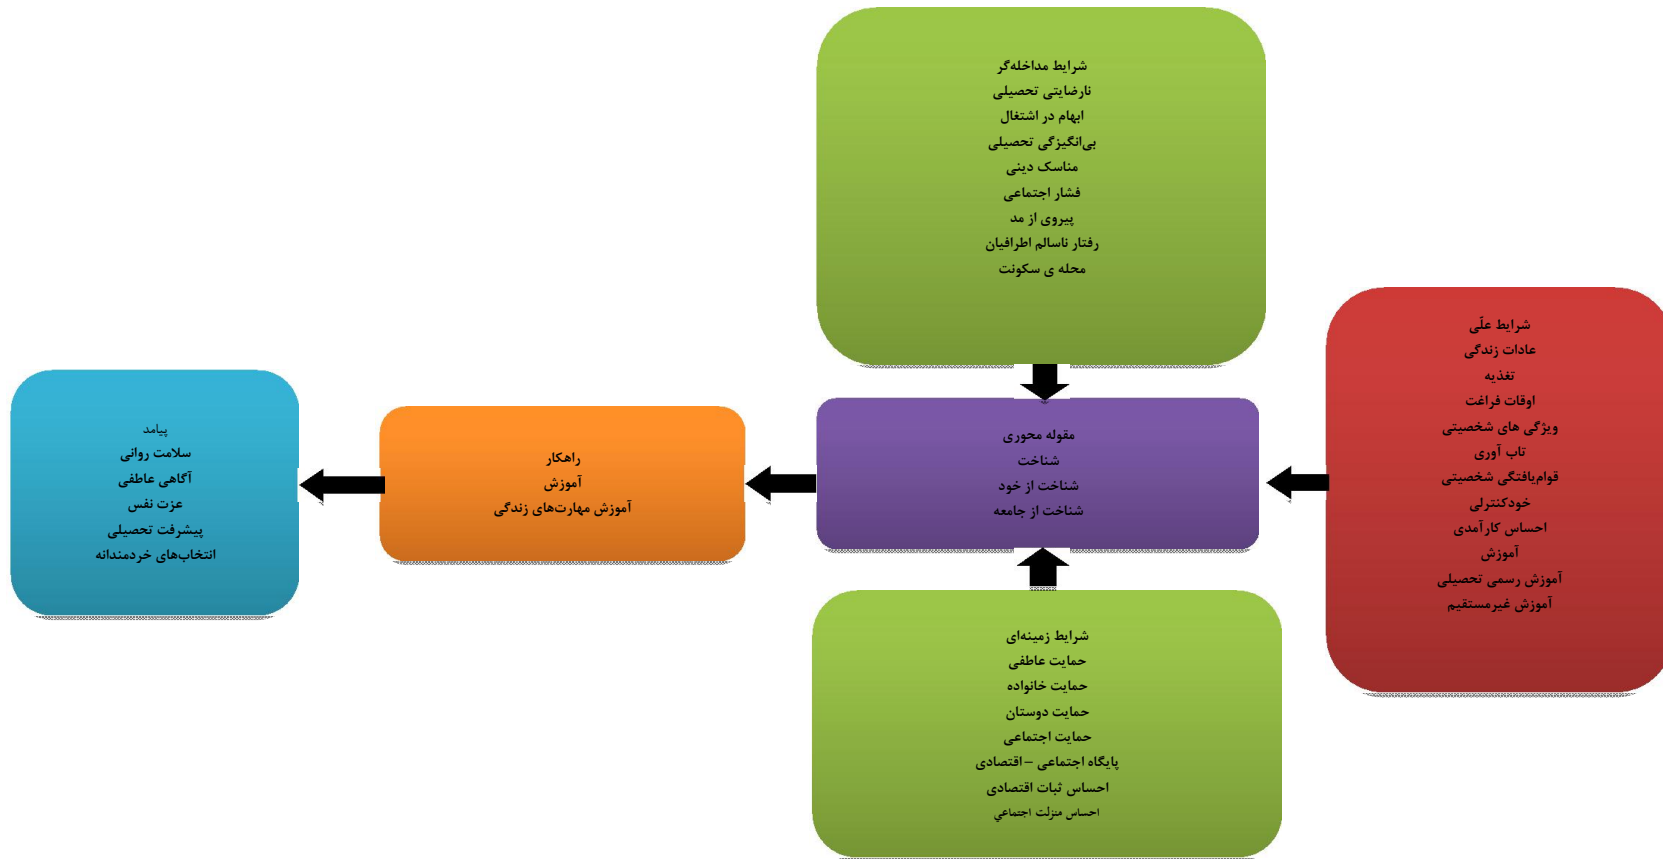 شرایط مداخله‌گر
نارضایتی تحصیلی
ابهام در اشتغال
بی‌انگیزگی تحصیلی
مناسک دینی
فشار اجتماعی
پیروی از مد
رفتار ناسالم اطرافیان
محله ی سکونت
شرایط علّی
عادات زندگی
تغذیه
اوقات فراغت
ویژگی های شخصیتی
تاب آوری
قوام‌یافتگی شخصیتی
خودکنترلی
احساس کارآمدی
آموزش
آموزش رسمی تحصیلی
آموزش غیرمستقیم
مقوله محوری
شناخت
شناخت از خود
شناخت از جامعه
راهکار
آموزش
آموزش مهارت‌های زندگی
پیامد
سلامت روانی
آگاهی عاطفی
عزت نفس
پیشرفت تحصیلی
انتخاب‌های خردمندانه
شرایط زمینه‌ای
حمایت عاطفی
حمایت خانواده
حمایت دوستان
حمایت اجتماعی
پایگاه اجتماعی – اقتصادی
احساس ثبات اقتصادی
احساس منزلت اجتماعي